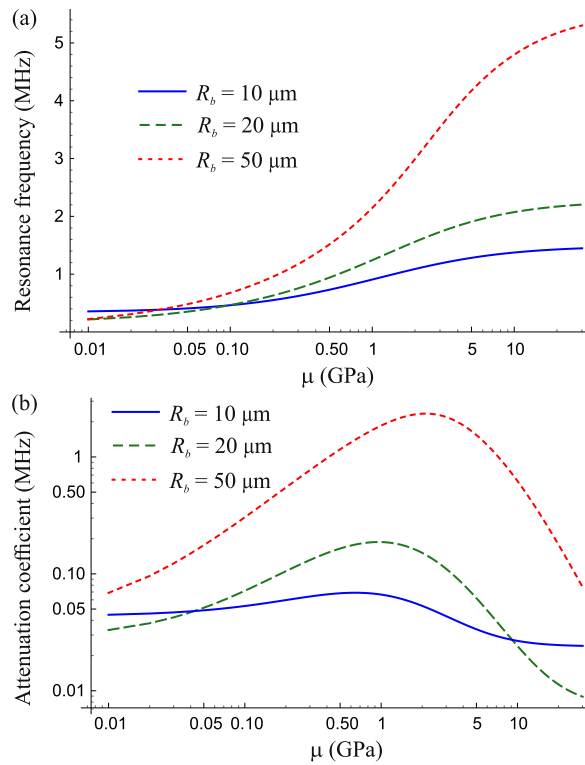 (a)
Resonance frequency (MHz)
5
4
3
2
1
R_b = 10 μm
R_b = 20 μm
R_b = 50 μm
0.01 0.05 0.10 0.50 1 5 10
μ (GPa)
(b)
Attenuation coefficient (MHz)
1
0.50
0.10
0.05
0.01
R_b = 10 μm
R_b = 20 μm
R_b = 50 μm
0.01 0.05 0.10 0.50 1 5 10
μ (GPa)